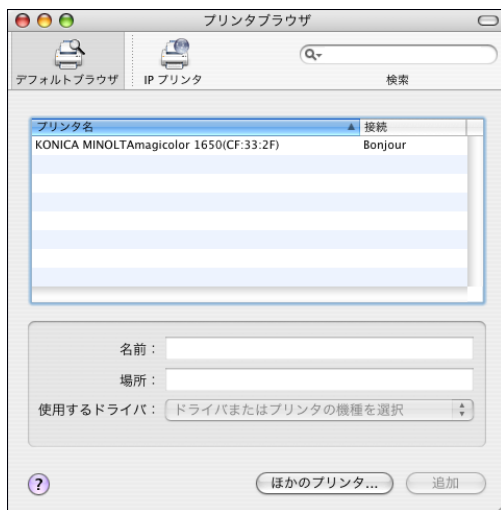 プリンタブラウザ
デフォルトブラウザ
IP プリンタ
検索
プリンタ名 接続
KONICA MINOLTAmagicolor 1650(CF:33:2F) Bonjour
名前：
場所：
使用するドライバ： ドライバまたはプリンタの機種を選択
? ほかのプリンタ... 追加